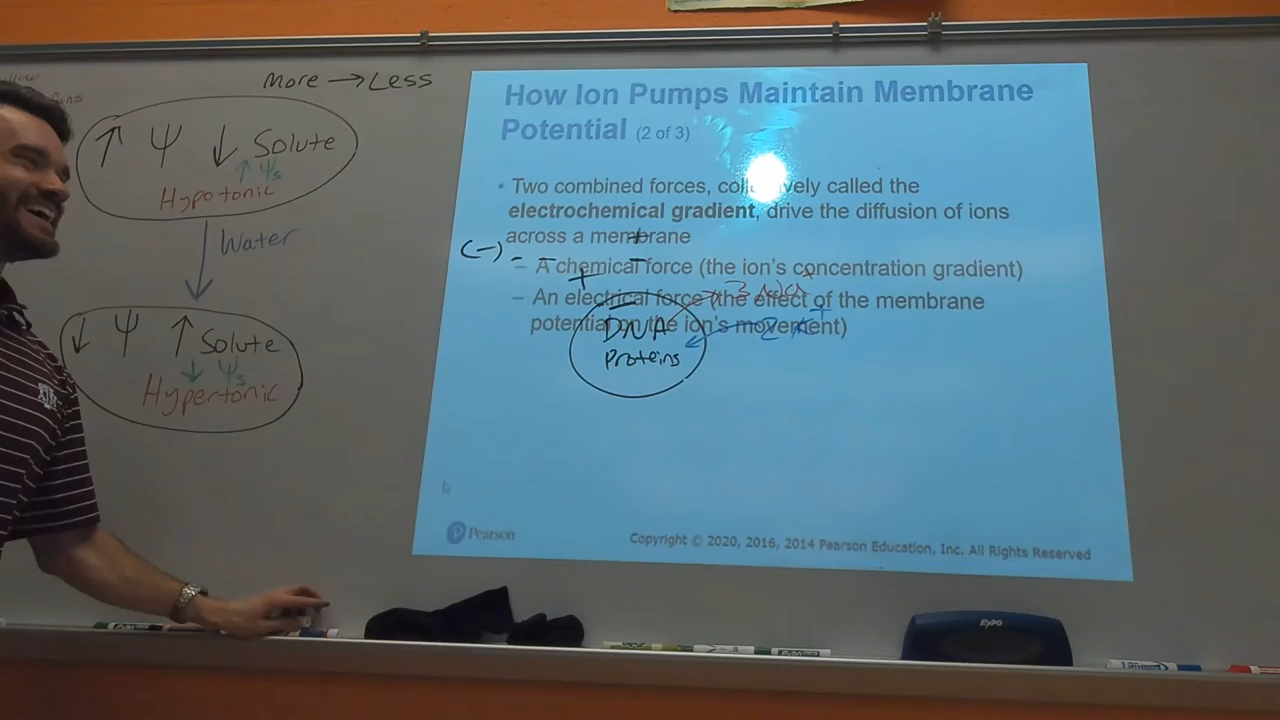 More → Less
↑ Ψ ↓ Solute
↑ Ψs
Hypotonic
Water
↓ Ψ ↑ Solute
↓ Ψs
Hypertonic
How Ion Pumps Maintain Membrane
Potential (2 of 3)
• Two combined forces, collectively called the
electrochemical gradient, drive the diffusion of ions
across a membrane
– A chemical force (the ion's concentration gradient)
– An electrical force (the effect of the membrane
potential on the ion's movement)
(-) - - + -
+ -
3 Na+
2 K+
DNA
Proteins
Pearson
Copyright © 2020, 2016, 2014 Pearson Education, Inc. All Rights Reserved
EXPO